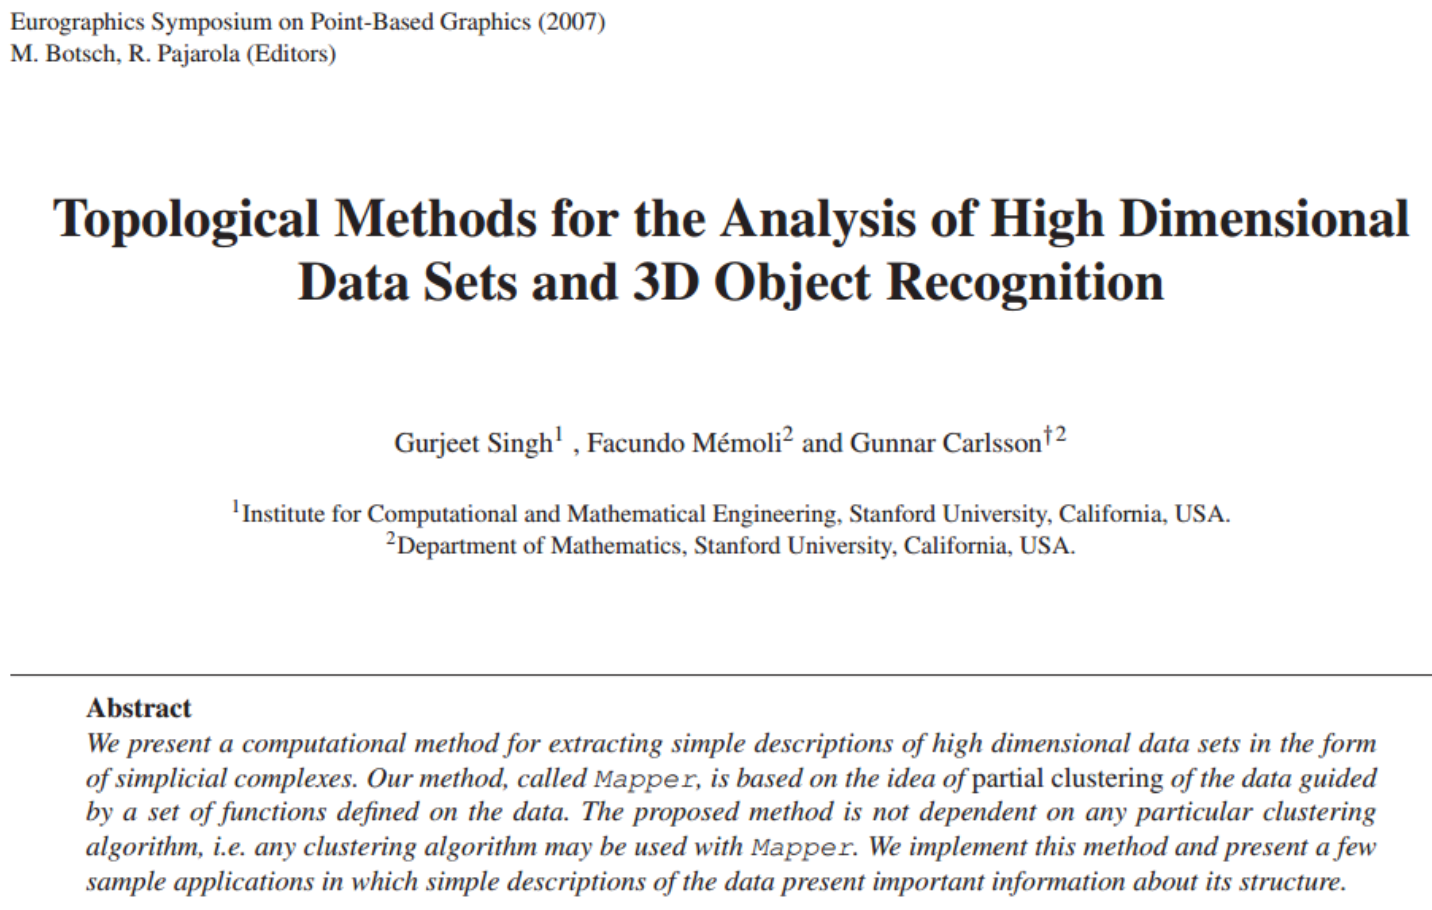 Eurographics Symposium on Point-Based Graphics (2007)
M. Botsch, R. Pajarola (Editors)
Topological Methods for the Analysis of High Dimensional
Data Sets and 3D Object Recognition
Gurjeet Singh1 , Facundo Mémoli2 and Gunnar Carlsson†2
1Institute for Computational and Mathematical Engineering, Stanford University, California, USA.
2Department of Mathematics, Stanford University, California, USA.
Abstract
We present a computational method for extracting simple descriptions of high dimensional data sets in the form
of simplicial complexes. Our method, called Mapper, is based on the idea of partial clustering of the data guided
by a set of functions defined on the data. The proposed method is not dependent on any particular clustering
algorithm, i.e. any clustering algorithm may be used with Mapper. We implement this method and present a few
sample applications in which simple descriptions of the data present important information about its structure.